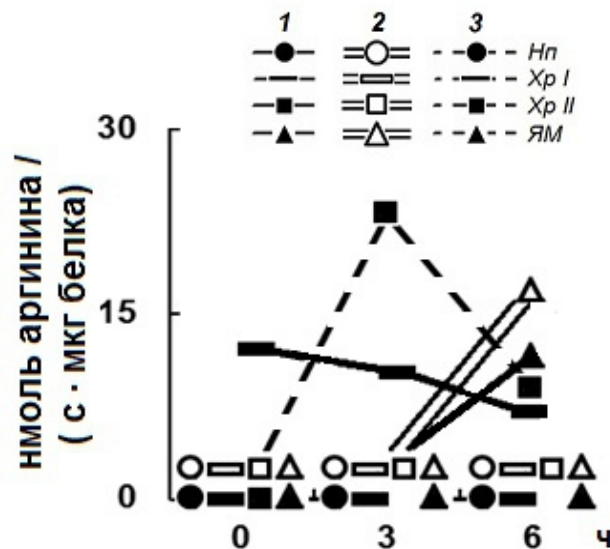 1 2 3
Нп
Хр I
Хр II
ЯМ
30
15
0
нмоль аргинина /
( с · мкг белка)
0 3 6 ч